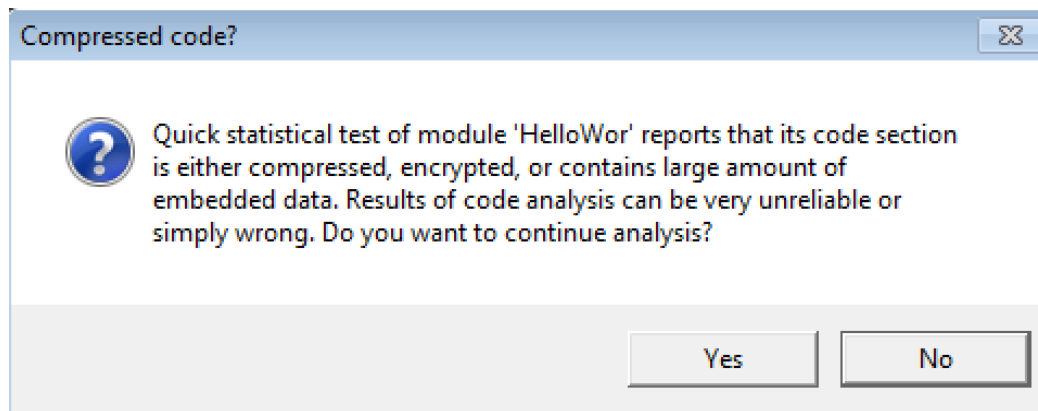 Compressed code?
Quick statistical test of module 'HelloWor' reports that its code section
is either compressed, encrypted, or contains large amount of
embedded data. Results of code analysis can be very unreliable or
simply wrong. Do you want to continue analysis?
Yes No